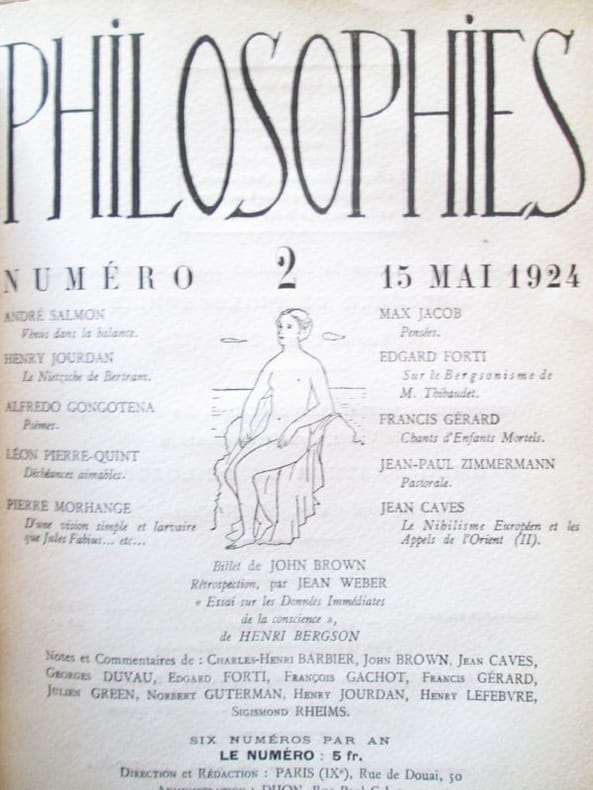 PHILOSOPHIES
NUMÉRO 2 15 MAI 1924
ANDRÉ SALMON
Vénus dans la balance.
HENRY JOURDAN
Le Nietzsche de Bertram.
ALFREDO GONGOTENA
Poèmes.
LÉON PIERRE-QUINT
Déchéances aimables.
PIERRE MORHANGE
D'une vision simple et larvaire
que Jules Fabius... etc...
MAX JACOB
Pensées.
EDGARD FORTI
Sur le Bergsonisme de
M. Thibaudet.
FRANCIS GÉRARD
Chants d'Enfants Mortels.
JEAN-PAUL ZIMMERMANN
Pastorale.
JEAN CAVES
Le Nihilisme Européen et les
Appels de l'Orient (II).
Billet de JOHN BROWN
Rétrospection, par JEAN WEBER
« Essai sur les Données Immédiates
de la conscience »,
de HENRI BERGSON
Notes et Commentaires de : CHARLES-HENRI BARBIER, JOHN BROWN, JEAN CAVES,
GEORGES DUVAU, EDGARD FORTI, FRANÇOIS GACHOT, FRANCIS GÉRARD,
JULIEN GREEN, NORBERT GUTERMAN, HENRY JOURDAN, HENRY LEFEBVRE,
SIGISMOND RHEIMS.
SIX NUMÉROS PAR AN
LE NUMÉRO : 5 fr.
DIRECTION et RÉDACTION : PARIS (IXe), Rue de Douai, 50